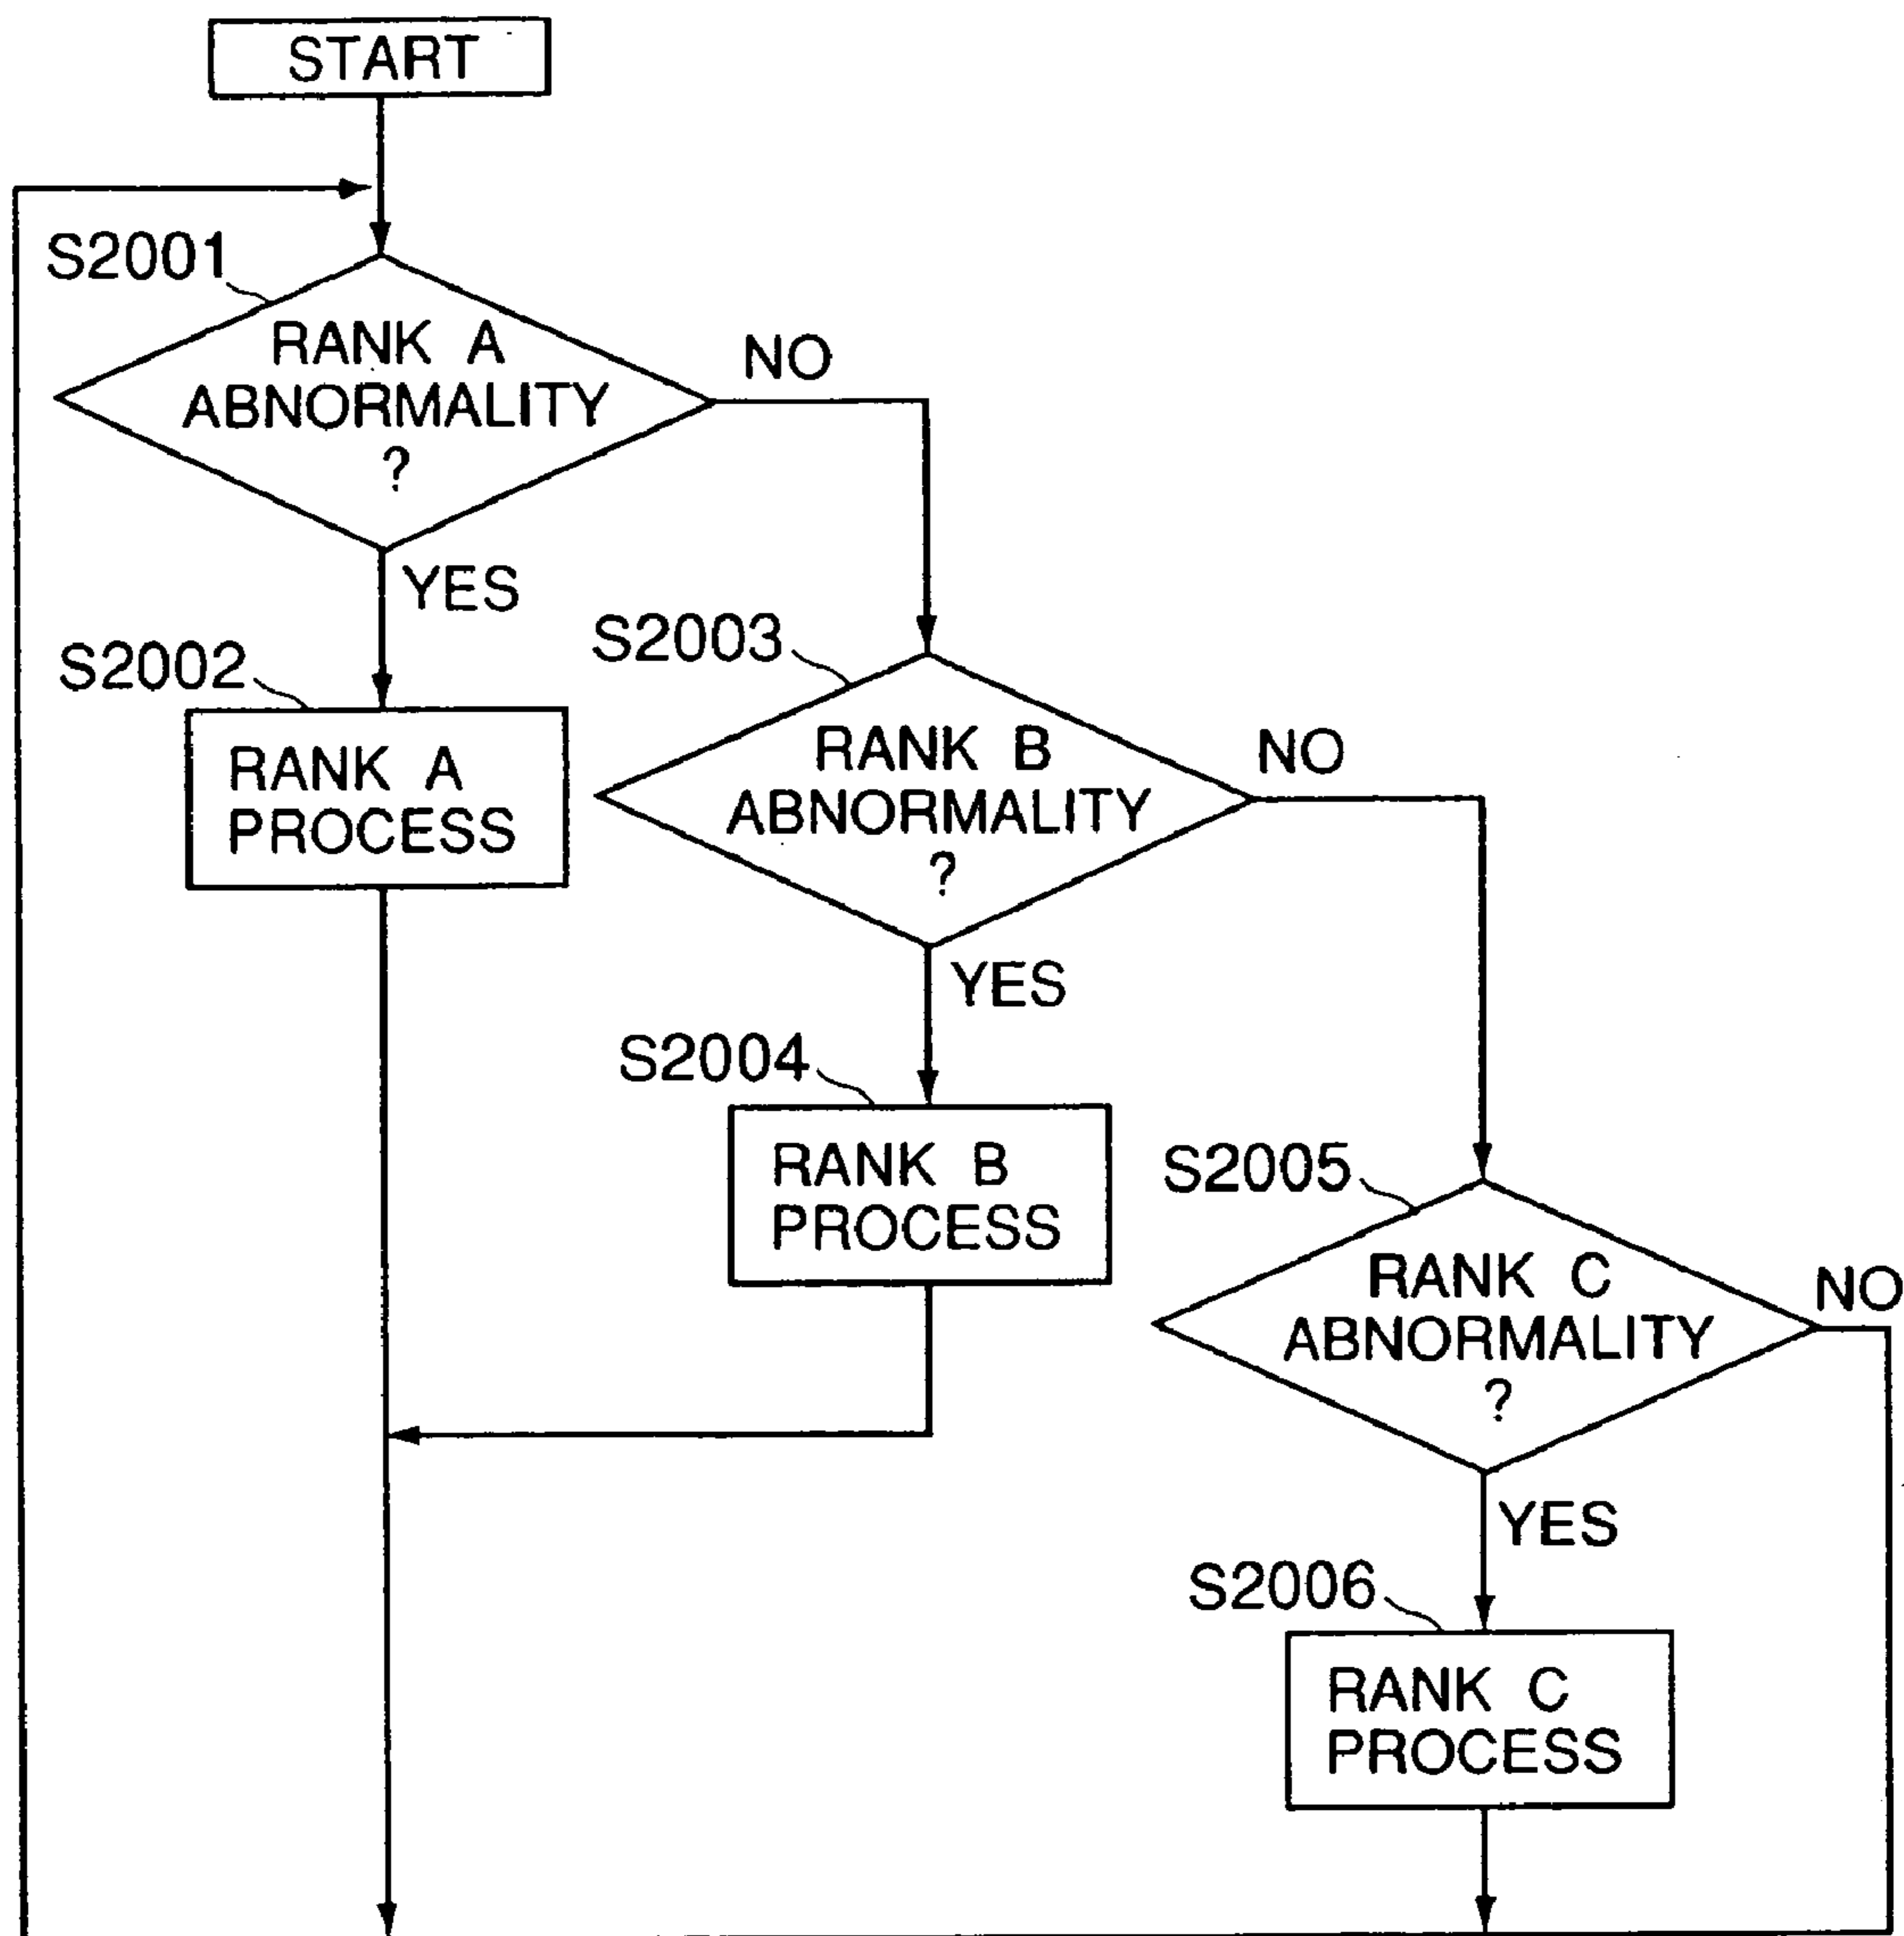 START
S2001
RANK A
ABNORMALITY
?
NO
YES
S2002
RANK A
PROCESS
S2003
RANK B
ABNORMALITY
?
NO
YES
S2004
RANK B
PROCESS
S2005
RANK C
ABNORMALITY
?
NO
YES
S2006
RANK C
PROCESS